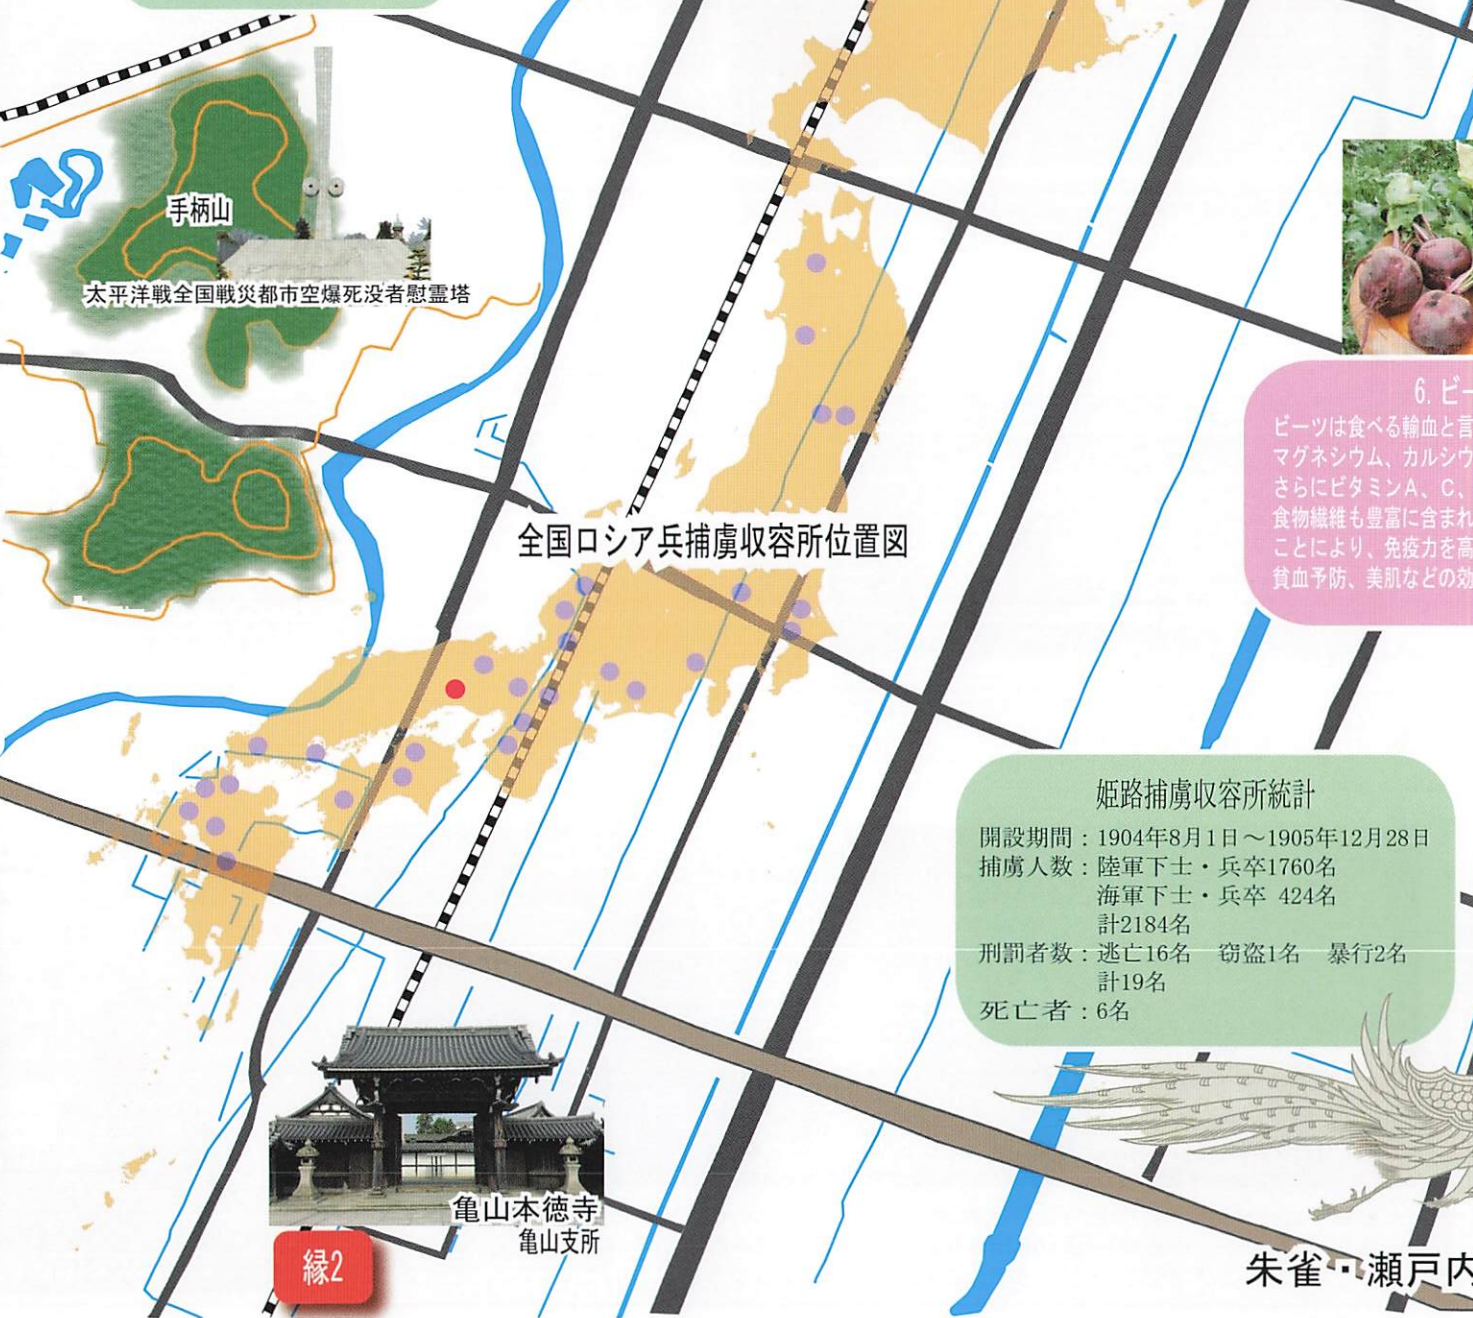 手柄山
太平洋戦全国戦災都市空爆死没者慰霊塔
6. ビー
ビーツは食べる輸血と言
マグネシウム、カルシウ
さらにビタミンA、C、
食物繊維も豊富に含まれ
ことにより、免疫力を高
貧血予防、美肌などの効
全国ロシア兵捕虜収容所位置図
姫路捕虜収容所統計
開設期間：1904年8月1日～1905年12月28日
捕虜人数：陸軍下士・兵卒1760名
海軍下士・兵卒 424名
計2184名
刑罰者数：逃亡16名 窃盗1名 暴行2名
計19名
死亡者：6名
亀山本徳寺
亀山支所
縁2
朱雀・瀬戸内